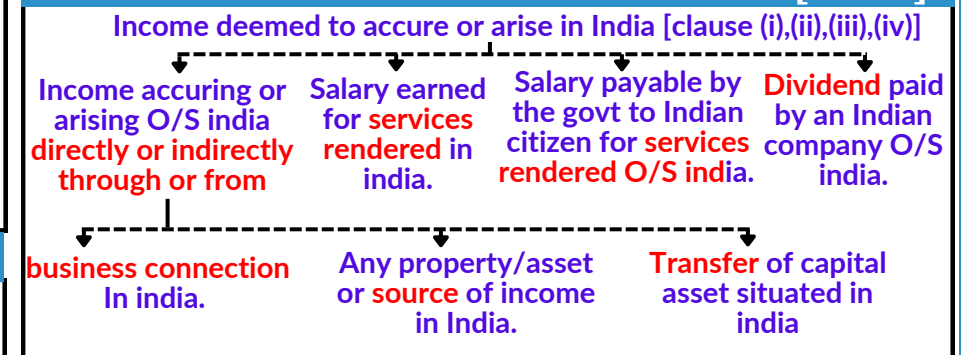 Income deemed to accure or arise in India [clause (i),(ii),(iii),(iv)]
Income accuring or
arising O/S india
directly or indirectly
through or from
Salary earned
for services
rendered in
india.
Salary payable by
the govt to Indian
citizen for services
rendered O/S india.
Dividend paid
by an Indian
company O/S
india.
business connection
In india.
Any property/asset
or source of income
in India.
Transfer of capital
asset situated in
india